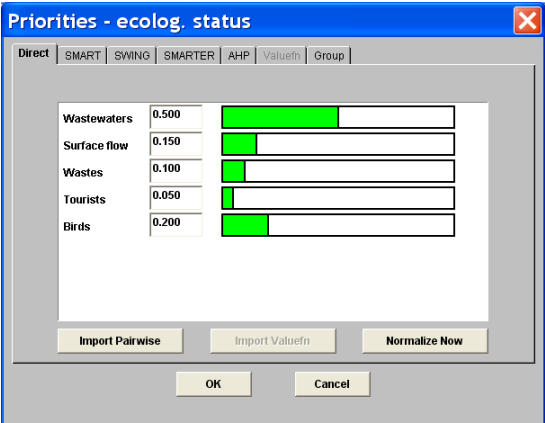 Priorities - ecolog. status
Direct SMART SWING SMARTER AHP Valuefn Group
Wastewaters 0.500
Surface flow 0.150
Wastes 0.100
Tourists 0.050
Birds 0.200
Import Pairwise Import Valuefn Normalize Now
OK Cancel